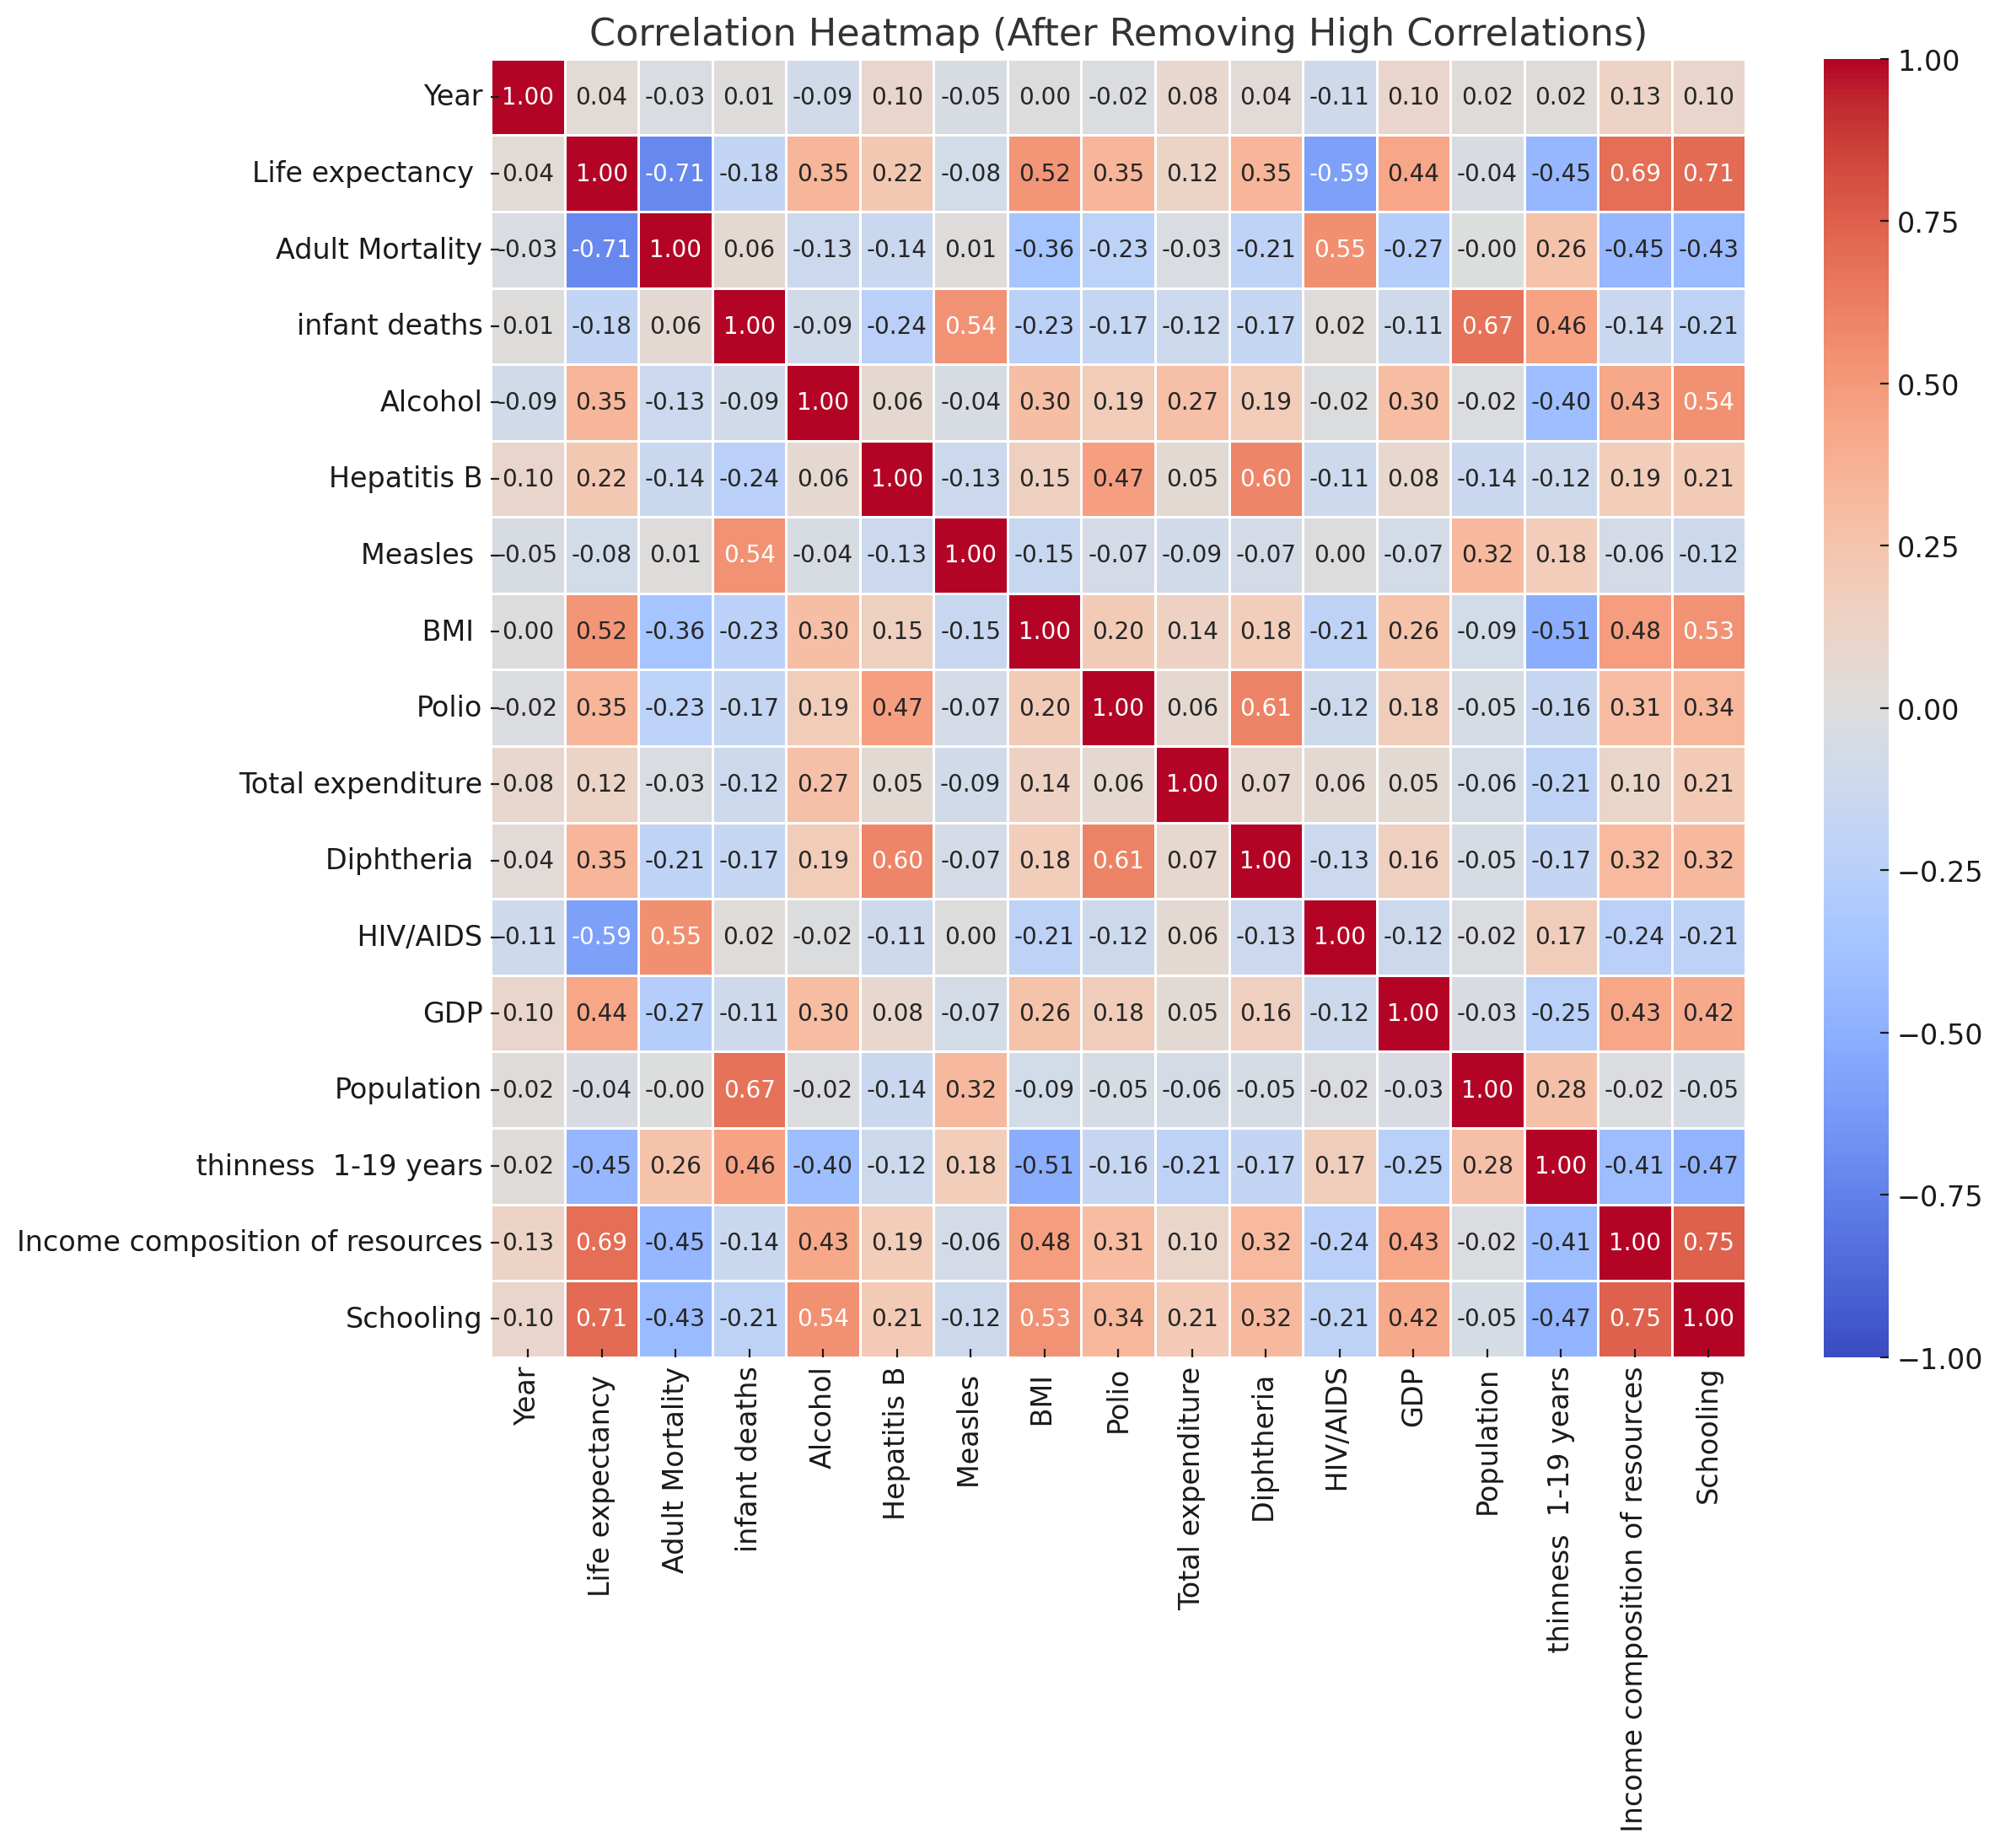 Correlation Heatmap (After Removing High Correlations)
Year 1.00 0.04 -0.03 0.01 -0.09 0.10 -0.05 0.00 -0.02 0.08 0.04 -0.11 0.10 0.02 0.02 0.13 0.10
Life expectancy 0.04 1.00 -0.71 -0.18 0.35 0.22 -0.08 0.52 0.35 0.12 0.35 -0.59 0.44 -0.04 -0.45 0.69 0.71
Adult Mortality -0.03 -0.71 1.00 0.06 -0.13 -0.14 0.01 -0.36 -0.23 -0.03 -0.21 0.55 -0.27 -0.00 0.26 -0.45 -0.43
infant deaths 0.01 -0.18 0.06 1.00 -0.09 -0.24 0.54 -0.23 -0.17 -0.12 -0.17 0.02 -0.11 0.67 0.46 -0.14 -0.21
Alcohol -0.09 0.35 -0.13 -0.09 1.00 0.06 -0.04 0.30 0.19 0.27 0.19 -0.02 0.30 -0.02 -0.40 0.43 0.54
Hepatitis B 0.10 0.22 -0.14 -0.24 0.06 1.00 -0.13 0.15 0.47 0.05 0.60 -0.11 0.08 -0.14 -0.12 0.19 0.21
Measles -0.05 -0.08 0.01 0.54 -0.04 -0.13 1.00 -0.15 -0.07 -0.09 -0.07 0.00 -0.07 0.32 0.18 -0.06 -0.12
BMI 0.00 0.52 -0.36 -0.23 0.30 0.15 -0.15 1.00 0.20 0.14 0.18 -0.21 0.26 -0.09 -0.51 0.48 0.53
Polio -0.02 0.35 -0.23 -0.17 0.19 0.47 -0.07 0.20 1.00 0.06 0.61 -0.12 0.18 -0.05 -0.16 0.31 0.34
Total expenditure 0.08 0.12 -0.03 -0.12 0.27 0.05 -0.09 0.14 0.06 1.00 0.07 0.06 0.05 -0.06 -0.21 0.10 0.21
Diphtheria 0.04 0.35 -0.21 -0.17 0.19 0.60 -0.07 0.18 0.61 0.07 1.00 -0.13 0.16 -0.05 -0.17 0.32 0.32
HIV/AIDS -0.11 -0.59 0.55 0.02 -0.02 -0.11 0.00 -0.21 -0.12 0.06 -0.13 1.00 -0.12 -0.02 0.17 -0.24 -0.21
GDP 0.10 0.44 -0.27 -0.11 0.30 0.08 -0.07 0.26 0.18 0.05 0.16 -0.12 1.00 -0.03 -0.25 0.43 0.42
Population 0.02 -0.04 -0.00 0.67 -0.02 -0.14 0.32 -0.09 -0.05 -0.06 -0.05 -0.02 -0.03 1.00 0.28 -0.02 -0.05
thinness  1-19 years 0.02 -0.45 0.26 0.46 -0.40 -0.12 0.18 -0.51 -0.16 -0.21 -0.17 0.17 -0.25 0.28 1.00 -0.41 -0.47
Income composition of resources 0.13 0.69 -0.45 -0.14 0.43 0.19 -0.06 0.48 0.31 0.10 0.32 -0.24 0.43 -0.02 -0.41 1.00 0.75
Schooling 0.10 0.71 -0.43 -0.21 0.54 0.21 -0.12 0.53 0.34 0.21 0.32 -0.21 0.42 -0.05 -0.47 0.75 1.00
Year
Life expectancy
Adult Mortality
infant deaths
Alcohol
Hepatitis B
Measles
BMI
Polio
Total expenditure
Diphtheria
HIV/AIDS
GDP
Population
thinness  1-19 years
Income composition of resources
Schooling
1.00
0.75
0.50
0.25
0.00
−0.25
−0.50
−0.75
−1.00